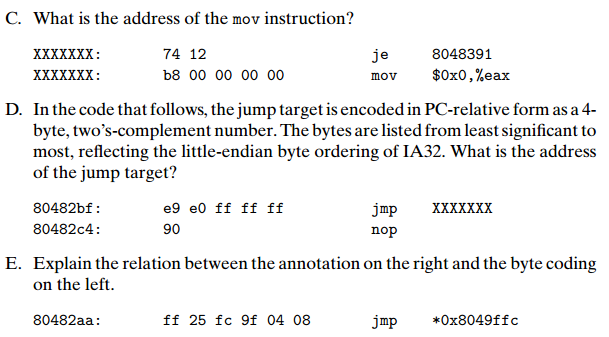 C. What is the address of the mov instruction?
XXXXXXX: 74 12 je 8048391
XXXXXXX: b8 00 00 00 00 mov $0x0,%eax
D. In the code that follows, the jump target is encoded in PC-relative form as a 4-
byte, two's-complement number. The bytes are listed from least significant to
most, reflecting the little-endian byte ordering of IA32. What is the address
of the jump target?
80482bf: e9 e0 ff ff ff jmp XXXXXXX
80482c4: 90 nop
E. Explain the relation between the annotation on the right and the byte coding
on the left.
80482aa: ff 25 fc 9f 04 08 jmp *0x8049ffc